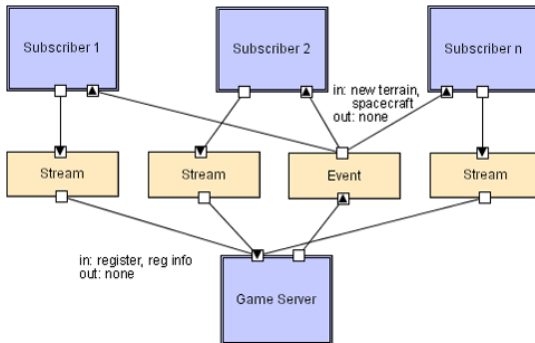 Subscriber 1
Subscriber 2
Subscriber n
in: new terrain,
spacecraft
out: none
Stream
Stream
Event
Stream
in: register, reg info
out: none
Game Server